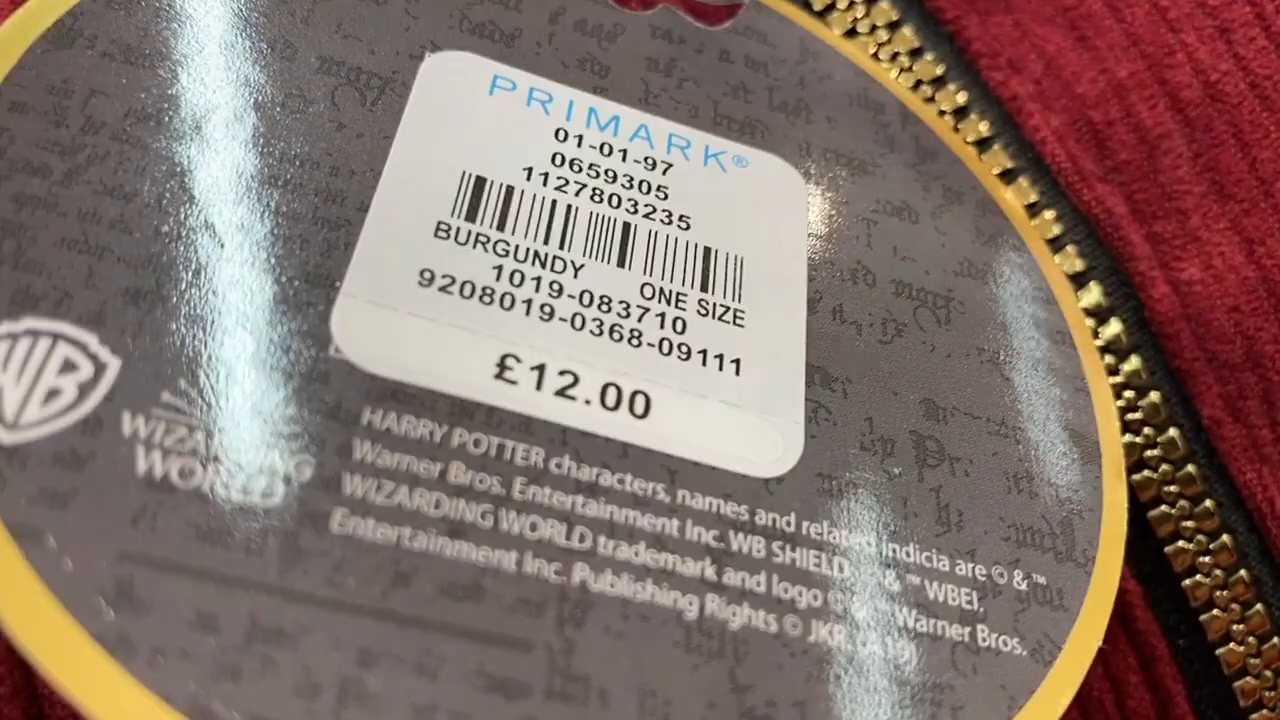 PRIMARK®
01-01-97
0659305
1127803235
BURGUNDY ONE SIZE
1019-083710
9208019-0368-09111
£12.00
WB
WIZARDING
WORLD
HARRY POTTER characters, names and related indicia are © & ™
Warner Bros. Entertainment Inc. WB SHIELD: © & ™ WBEI.
WIZARDING WORLD trademark and logo © & ™ Warner Bros.
Entertainment Inc. Publishing Rights © JKR